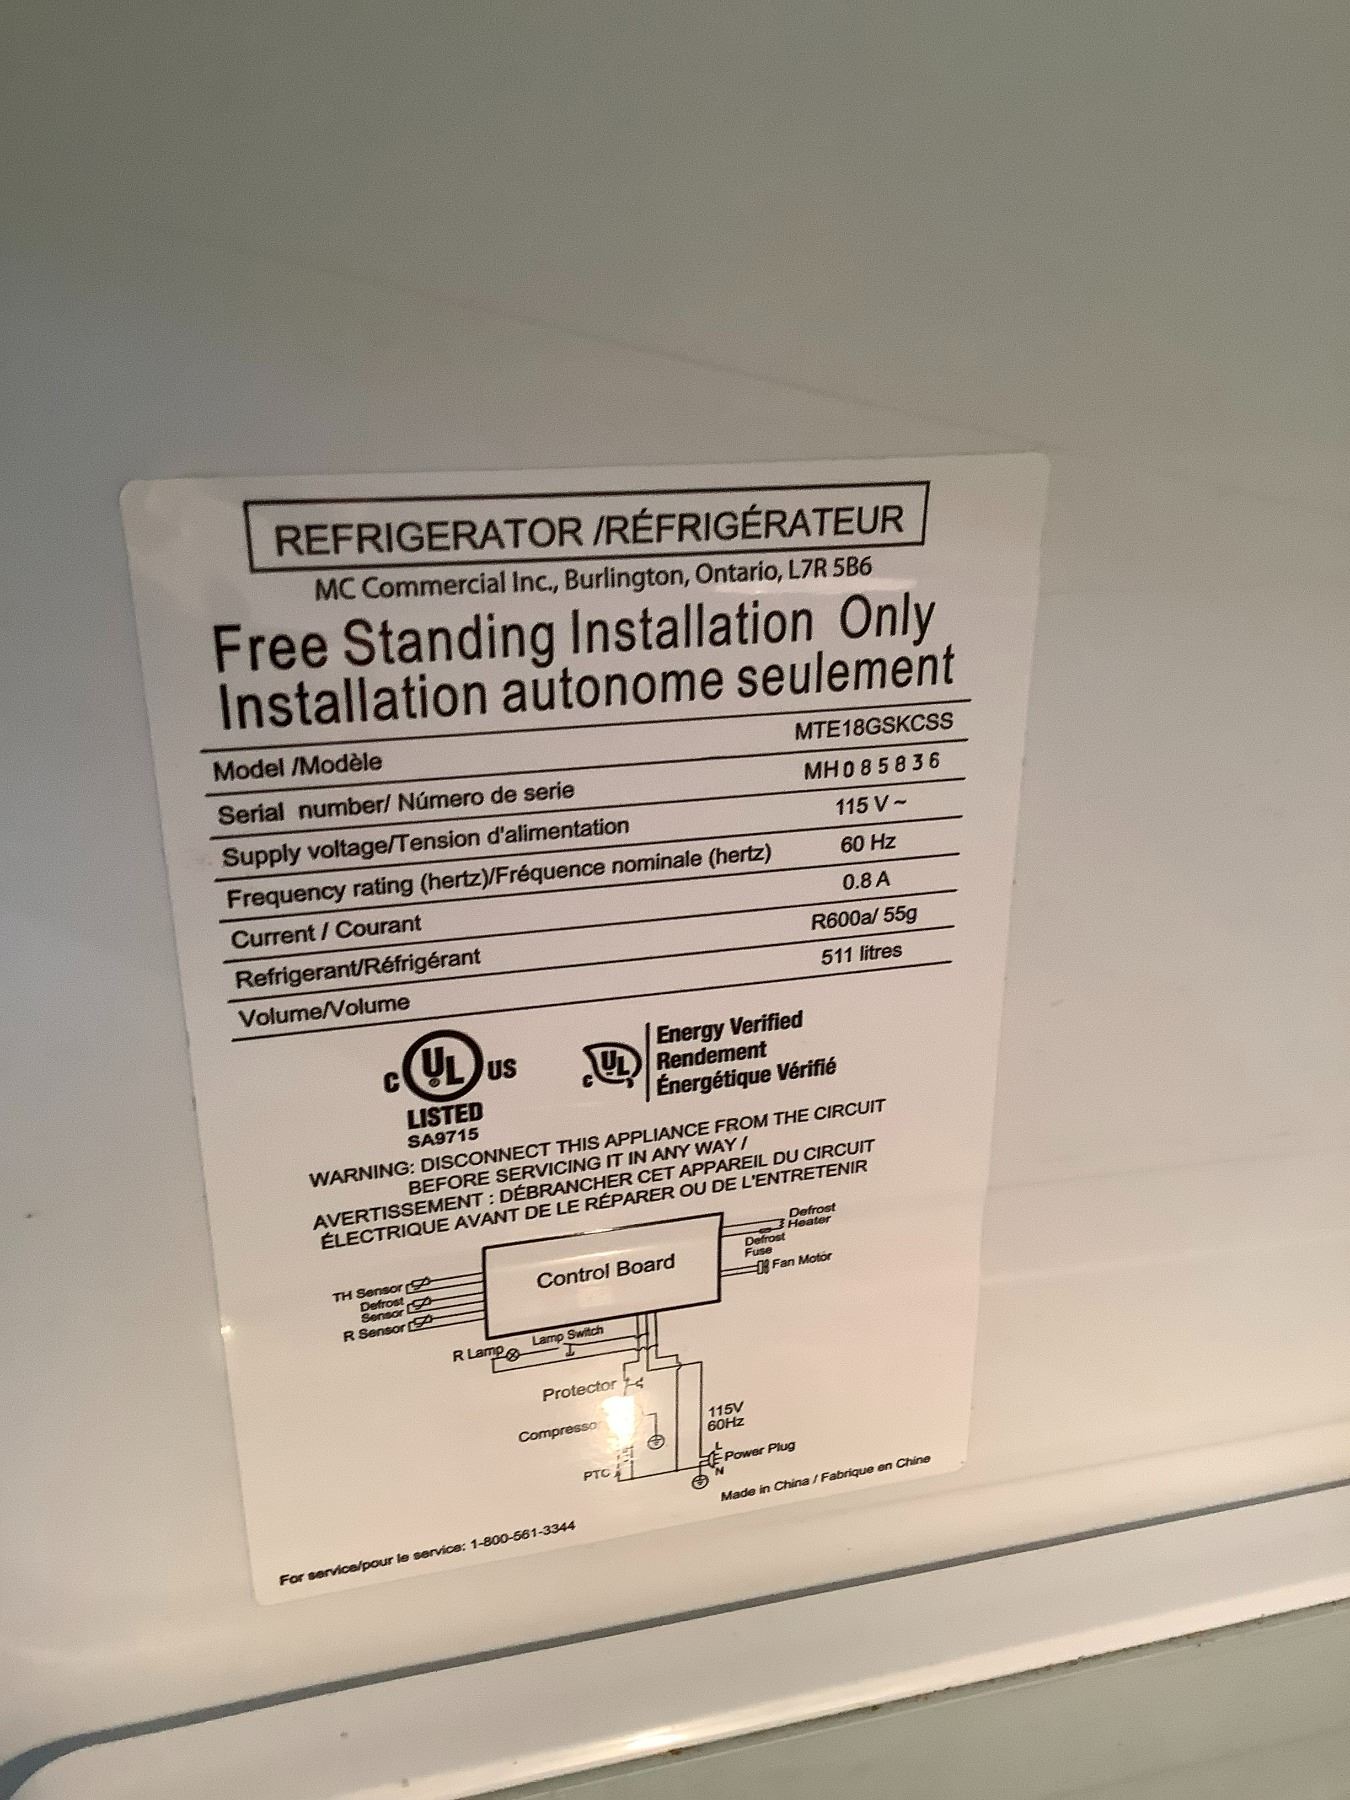 REFRIGERATOR /RÉFRIGÉRATEUR
MC Commercial Inc., Burlington, Ontario, L7R 5B6
Free Standing Installation Only
Installation autonome seulement
Model /Modèle MTE18GSKCSS
Serial number/ Número de serie MH085836
Supply voltage/Tension d'alimentation 115 V ~
Frequency rating (hertz)/Fréquence nominale (hertz) 60 Hz
Current / Courant 0.8 A
Refrigerant/Réfrigérant R600a/ 55g
Volume/Volume 511 litres
C UL ® US
LISTED
SA9715
C UL
Energy Verified
Rendement
Énergétique Vérifié
WARNING: DISCONNECT THIS APPLIANCE FROM THE CIRCUIT
BEFORE SERVICING IT IN ANY WAY /
AVERTISSEMENT : DÉBRANCHER CET APPAREIL DU CIRCUIT
ÉLECTRIQUE AVANT DE LE RÉPARER OU DE L'ENTRETENIR
Control Board
Defrost
Heater
Defrost
Fuse
Fan Motor
TH Sensor
Defrost
Sensor
R Sensor
R Lamp
Lamp Switch
Protector
PTC
115V
60Hz
L
Power Plug
N
Made in China / Fabrique en Chine
For service/pour le service: 1-800-561-3344